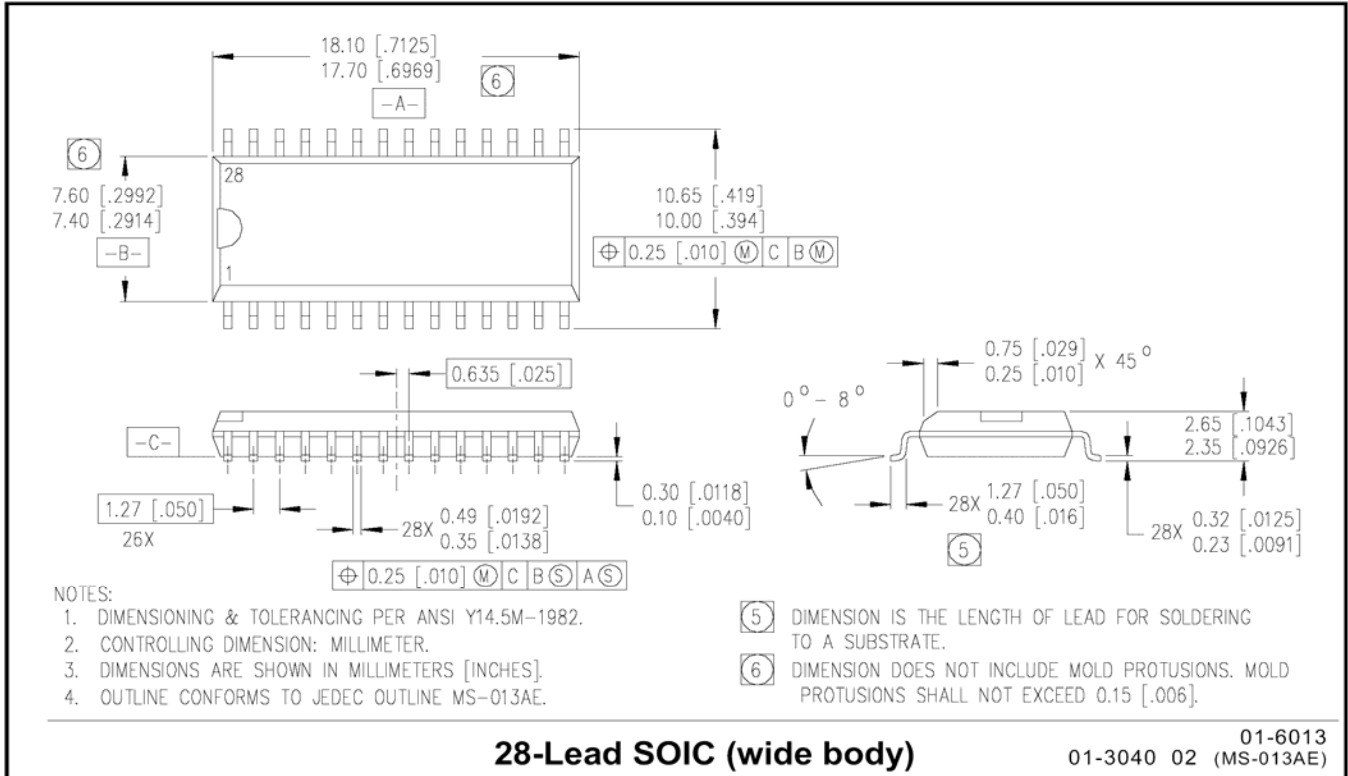 18.10 [.7125]
17.70 [.6969]
6
-A-
6
7.60 [.2992]
7.40 [.2914]
-B-
28
1
10.65 [.419]
10.00 [.394]
⌖ 0.25 [.010] Ⓜ C B Ⓜ
0.635 [.025]
-C-
1.27 [.050]
26X
28X 0.49 [.0192]
0.35 [.0138]
⌖ 0.25 [.010] Ⓜ C B Ⓢ A Ⓢ
0.30 [.0118]
0.10 [.0040]
0.75 [.029]
0.25 [.010] X 45°
0° - 8°
2.65 [.1043]
2.35 [.0926]
28X 1.27 [.050]
0.40 [.016]
5
28X 0.32 [.0125]
0.23 [.0091]
NOTES:
1. DIMENSIONING & TOLERANCING PER ANSI Y14.5M-1982.
2. CONTROLLING DIMENSION: MILLIMETER.
3. DIMENSIONS ARE SHOWN IN MILLIMETERS [INCHES].
4. OUTLINE CONFORMS TO JEDEC OUTLINE MS-013AE.
5 DIMENSION IS THE LENGTH OF LEAD FOR SOLDERING
TO A SUBSTRATE.
6 DIMENSION DOES NOT INCLUDE MOLD PROTUSIONS. MOLD
PROTUSIONS SHALL NOT EXCEED 0.15 [.006].
28-Lead SOIC (wide body)
01-6013
01-3040 02 (MS-013AE)